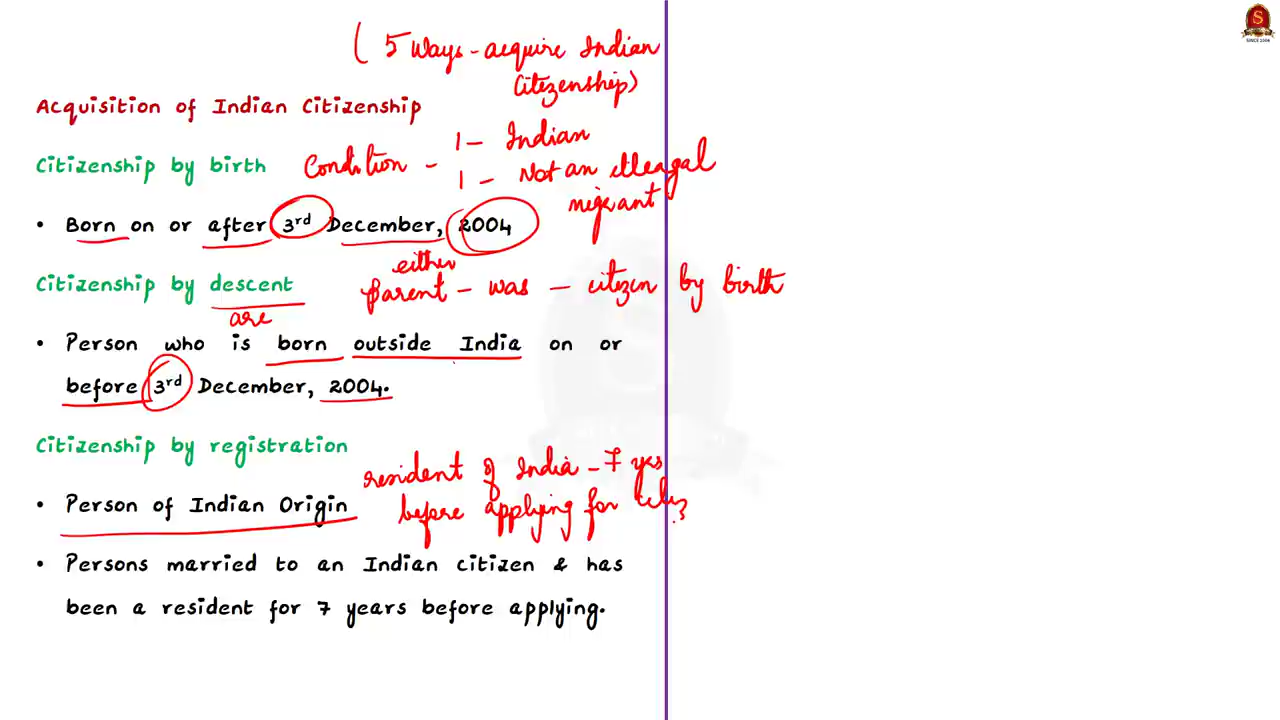 ( 5 Ways - acquire Indian
Citizenship)
Acquisition of Indian Citizenship
Citizenship by birth
Condition - 1 - Indian
1 - Not an illeagal
migrant
• Born on or after 3rd December, 2004
Citizenship by descent
either
parent - was - citizen by birth
are
• Person who is born outside India on or
before 3rd December, 2004.
Citizenship by registration
resident of India - 7 yrs
before applying for
• Person of Indian Origin
• Persons married to an Indian citizen & has
been a resident for 7 years before applying.
S
SINCE 2004